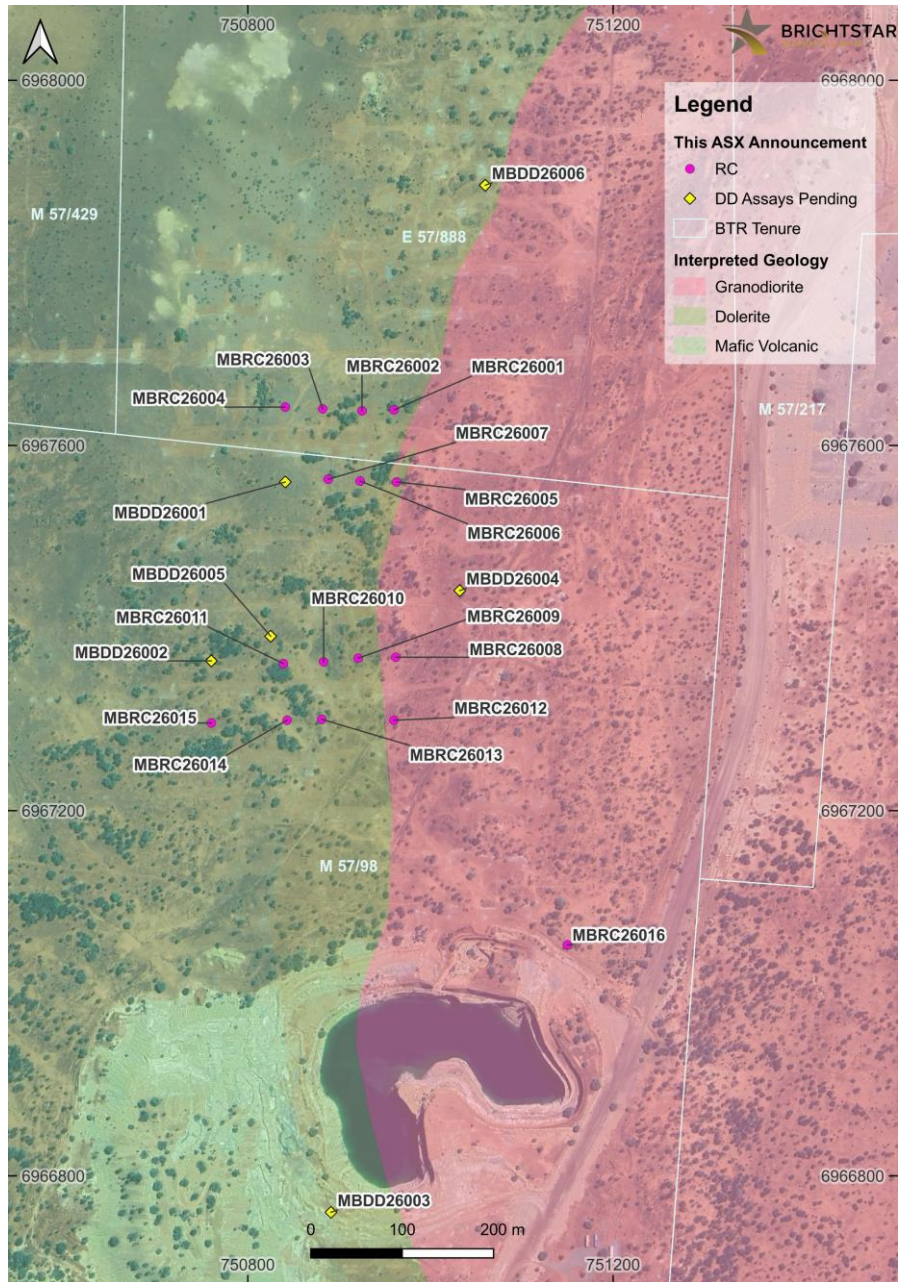 750800
751200
BRIGHTSTAR
6968000
6968000
Legend
This ASX Announcement
RC
DD Assays Pending
BTR Tenure
Interpreted Geology
Granodiorite
Dolerite
Mafic Volcanic
MBDD26006
M 57/429
E 57/888
MBRC26003
MBRC26002
MBRC26001
MBRC26004
M 57/217
6967600
6967600
MBRC26007
MBDD26001
MBRC26005
MBRC26006
MBDD26005
MBDD26004
MBRC26010
MBRC26011
MBRC26009
MBDD26002
MBRC26008
MBRC26015
MBRC26012
MBRC26014
MBRC26013
6967200
6967200
M 57/98
MBRC26016
6966800
6966800
MBDD26003
0 100 200 m
750800
751200